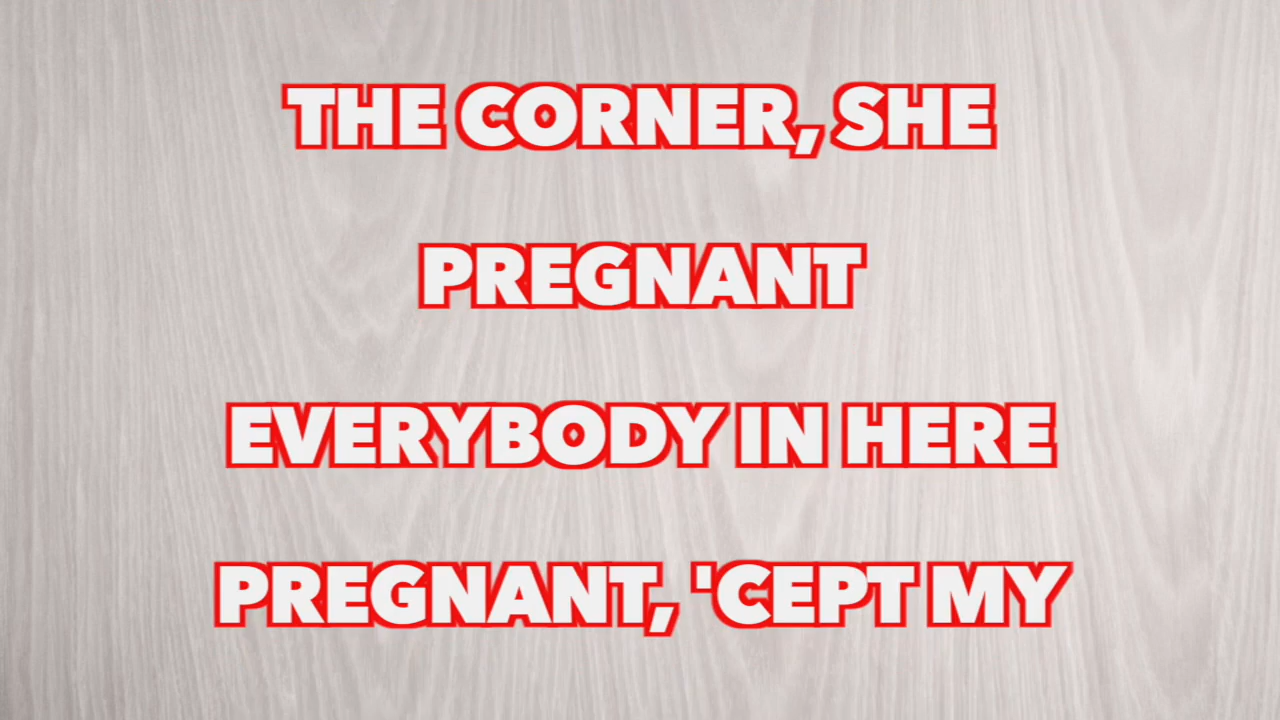 THE CORNER, SHE
PREGNANT
EVERYBODY IN HERE
PREGNANT, 'CEPT MY